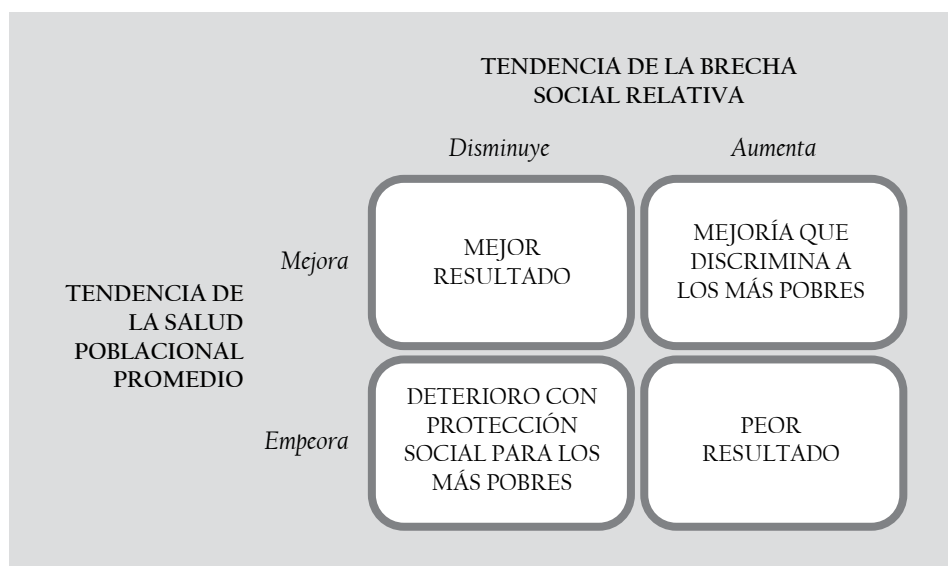 TENDENCIA DE LA BRECHA
SOCIAL RELATIVA
Disminuye
Aumenta
Mejora
MEJOR
RESULTADO
MEJORÍA QUE
DISCRIMINA A
LOS MÁS POBRES
TENDENCIA DE
LA SALUD
POBLACIONAL
PROMEDIO
Empeora
DETERIORO CON
PROTECCIÓN
SOCIAL PARA LOS
MÁS POBRES
PEOR
RESULTADO